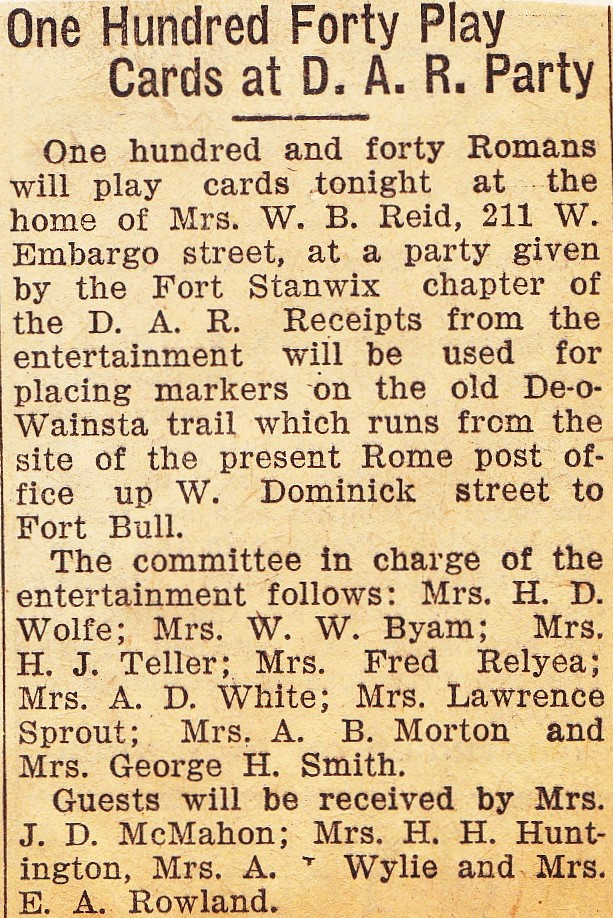 One Hundred Forty Play
Cards at D. A. R. Party
One hundred and forty Romans
will play cards tonight at the
home of Mrs. W. B. Reid, 211 W.
Embargo street, at a party given
by the Fort Stanwix chapter of
the D. A. R. Receipts from the
entertainment will be used for
placing markers on the old De-o-
Wainsta trail which runs from the
site of the present Rome post of-
fice up W. Dominick street to
Fort Bull.
The committee in charge of the
entertainment follows: Mrs. H. D.
Wolfe; Mrs. W. W. Byam; Mrs.
H. J. Teller; Mrs. Fred Relyea;
Mrs. A. D. White; Mrs. Lawrence
Sprout; Mrs. A. B. Morton and
Mrs. George H. Smith.
Guests will be received by Mrs.
J. D. McMahon; Mrs. H. H. Hunt-
ington, Mrs. A. Wylie and Mrs.
E. A. Rowland.